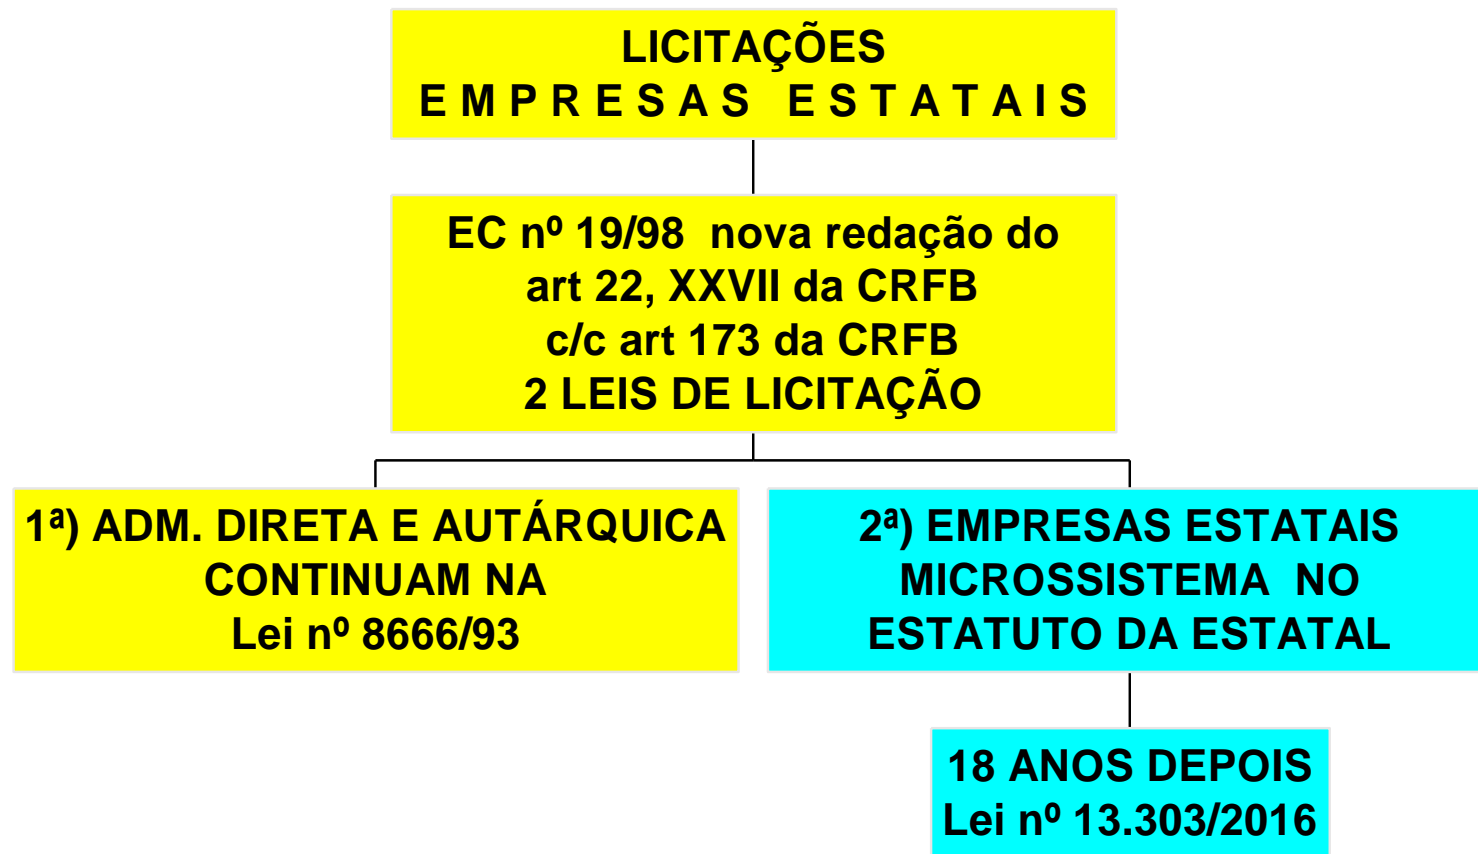 LICITAÇÕES
E M P R E S A S E S T A T A I S
EC nº 19/98 nova redação do
art 22, XXVII da CRFB
c/c art 173 da CRFB
2 LEIS DE LICITAÇÃO
1ª) ADM. DIRETA E AUTÁRQUICA
CONTINUAM NA
Lei nº 8666/93
2ª) EMPRESAS ESTATAIS
MICROSSISTEMA NO
ESTATUTO DA ESTATAL
18 ANOS DEPOIS
Lei nº 13.303/2016